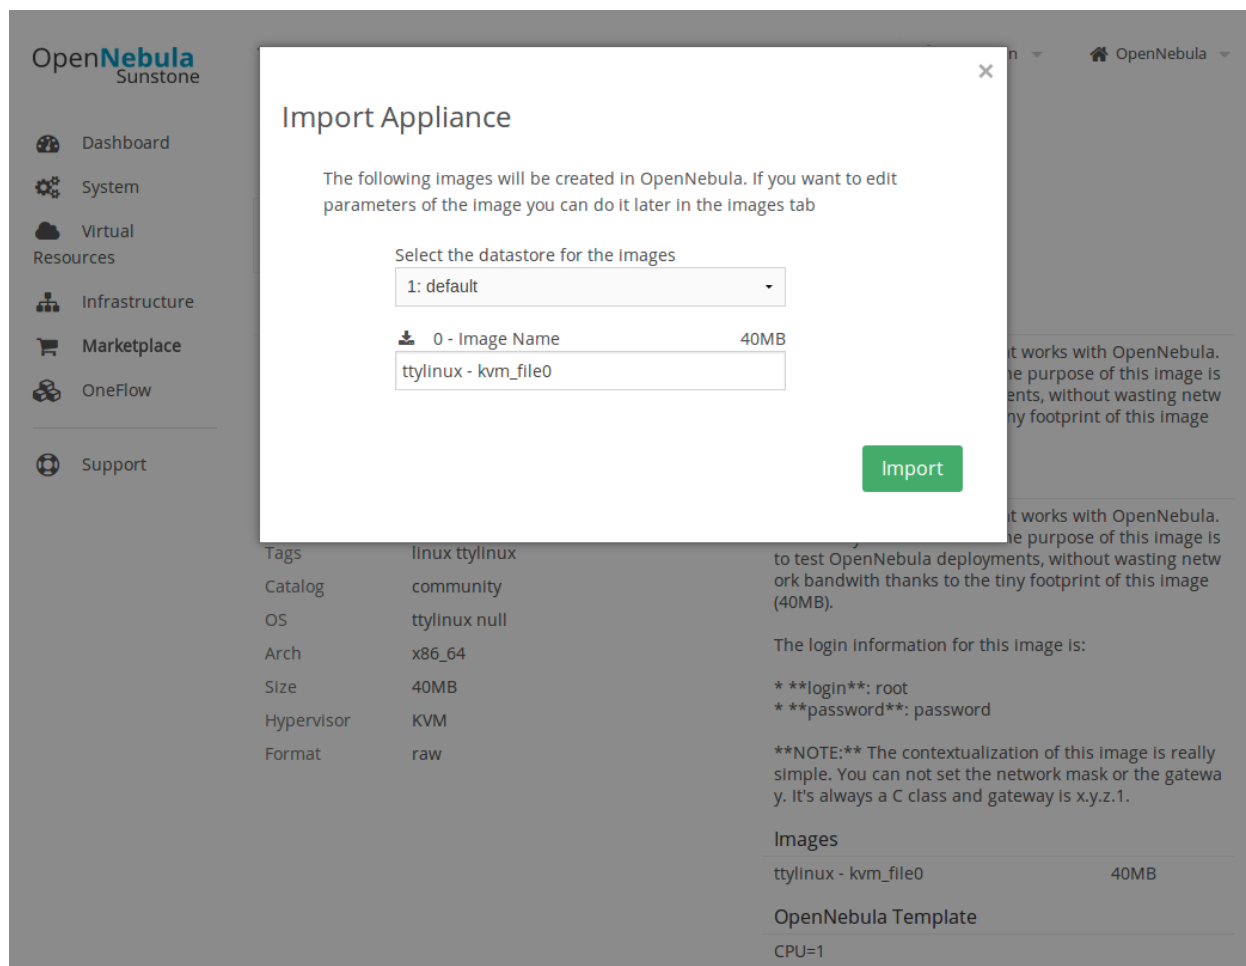 OpenNebula
Sunstone
OpenNebula
Dashboard
System
Virtual
Resources
Infrastructure
Marketplace
OneFlow
Support
×
Import Appliance
The following images will be created in OpenNebula. If you want to edit
parameters of the image you can do it later in the images tab
Select the datastore for the images
1: default
0 - Image Name 40MB
ttylinux - kvm_file0
Import
Tags linux ttylinux
Catalog community
OS ttylinux null
Arch x86_64
Size 40MB
Hypervisor KVM
Format raw
works with OpenNebula.
purpose of this image is
without wasting netw
footprint of this image
works with OpenNebula.
purpose of this image is
to test OpenNebula deployments, without wasting netw
ork bandwith thanks to the tiny footprint of this image
(40MB).
The login information for this image is:
* **login**: root
* **password**: password
**NOTE:** The contextualization of this image is really
simple. You can not set the network mask or the gatewa
y. It's always a C class and gateway is x.y.z.1.
Images
ttylinux - kvm_file0 40MB
OpenNebula Template
CPU=1